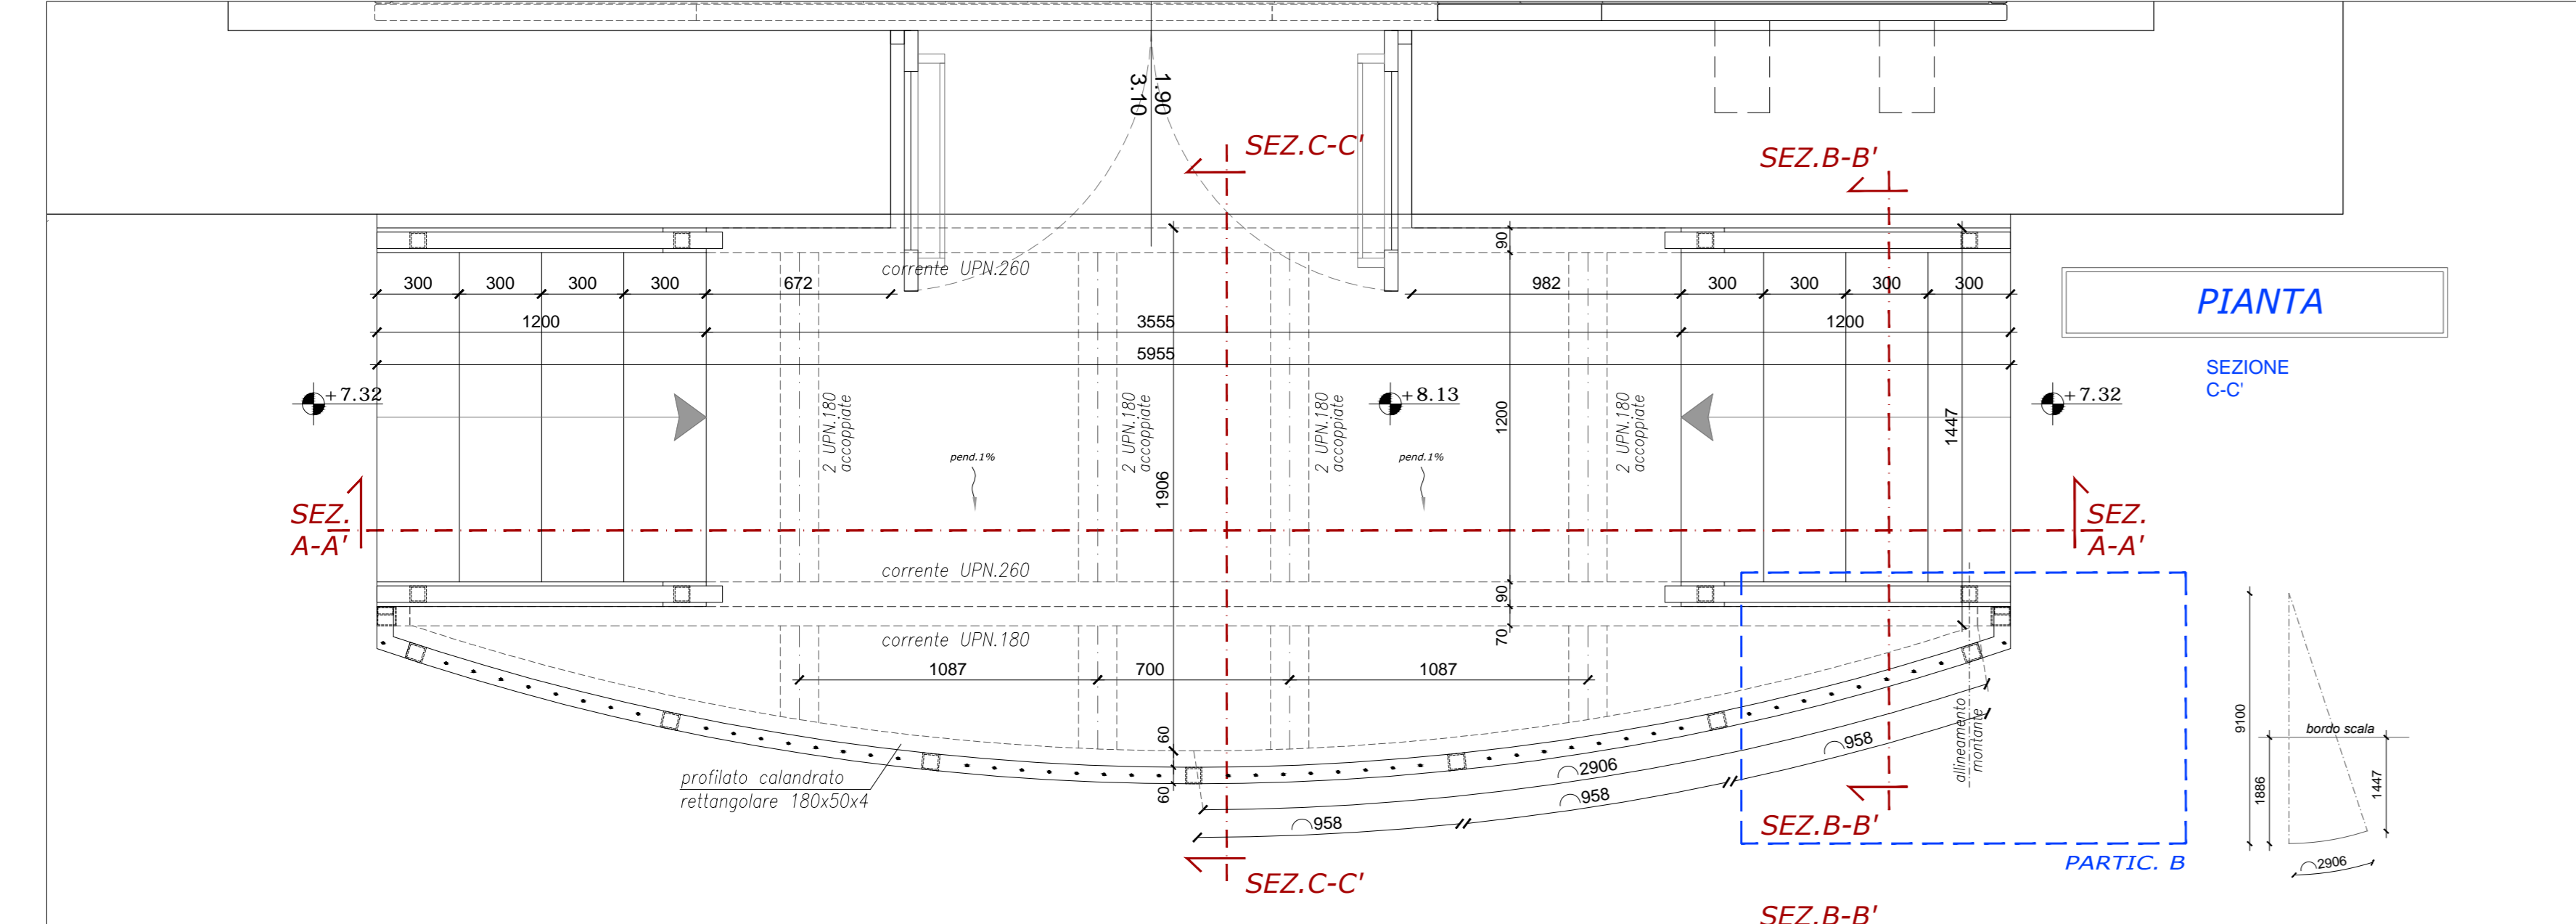 1.90
3.10
SEZ.C-C'
SEZ.B-B'
corrente UPN.260
90
300
300
300
300
672
982
300
300
300
300
PIANTA
1200
3555
1200
5955
SEZIONE
C-C'
+7.32
+8.13
+7.32
2 UPN.180
accoppiate
2 UPN.180
accoppiate
2 UPN.180
accoppiate
2 UPN.180
accoppiate
1200
1447
pend.1%
pend.1%
1906
SEZ.
A-A'
SEZ.
A-A'
corrente UPN.260
90
corrente UPN.180
70
1087
700
1087
60
60
profilato calandrato
rettangolare 180x50x4
allineamento
montante
958
2906
958
958
SEZ.B-B'
SEZ.C-C'
PARTIC. B
9100
bordo scala
1886
1447
2906
SEZ.B-B'